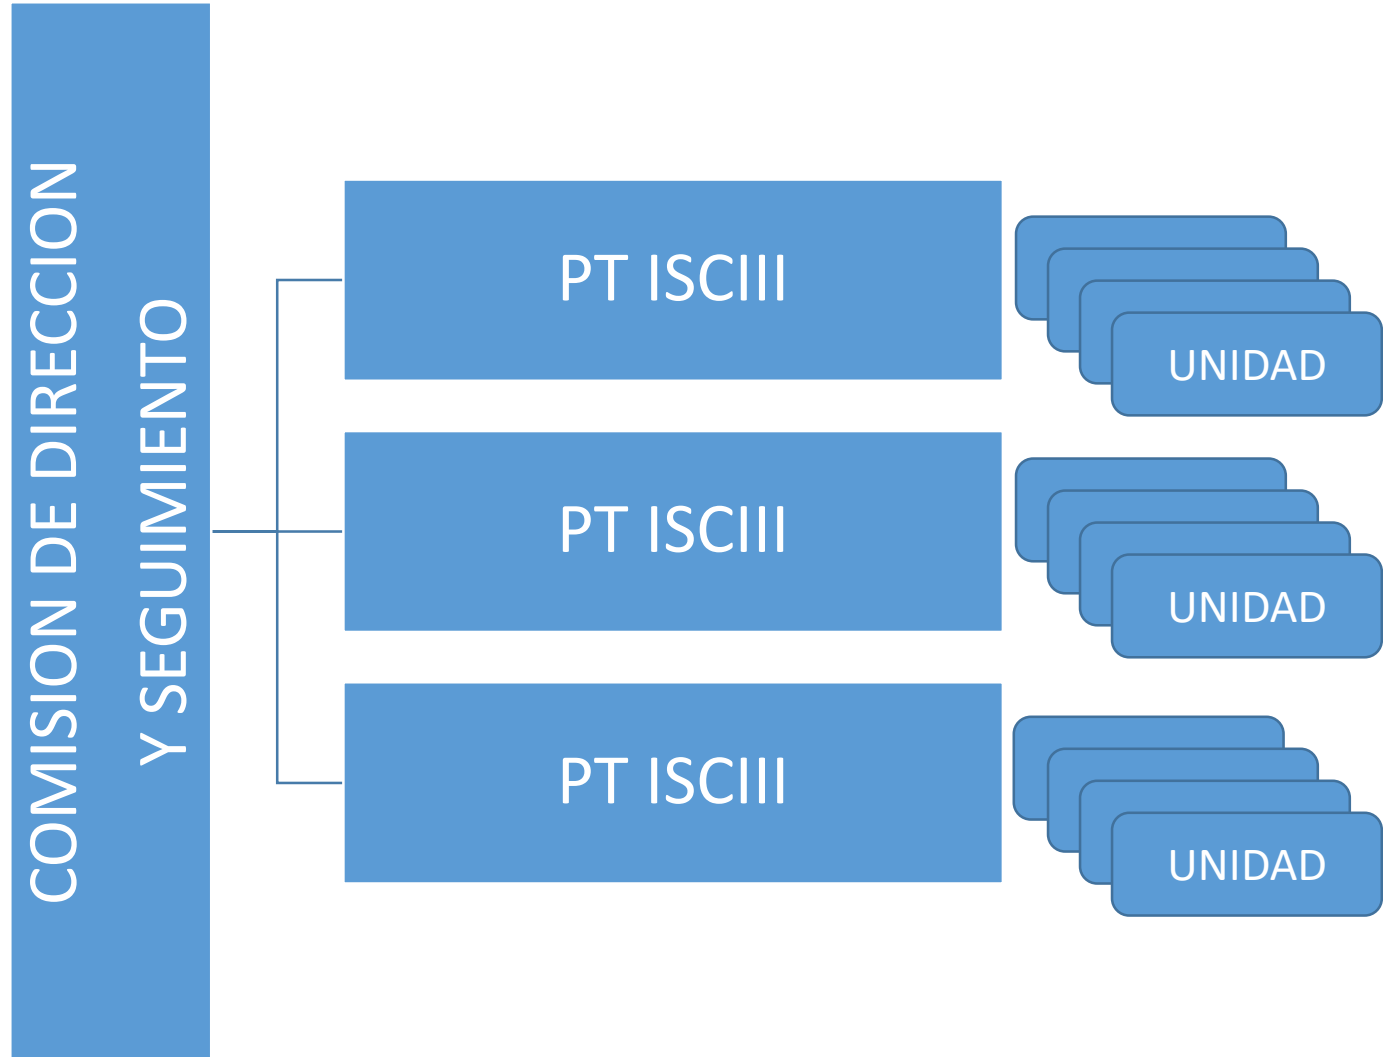 COMISION DE DIRECCION
Y SEGUIMIENTO
PT ISCIII
UNIDAD
PT ISCIII
UNIDAD
PT ISCIII
UNIDAD